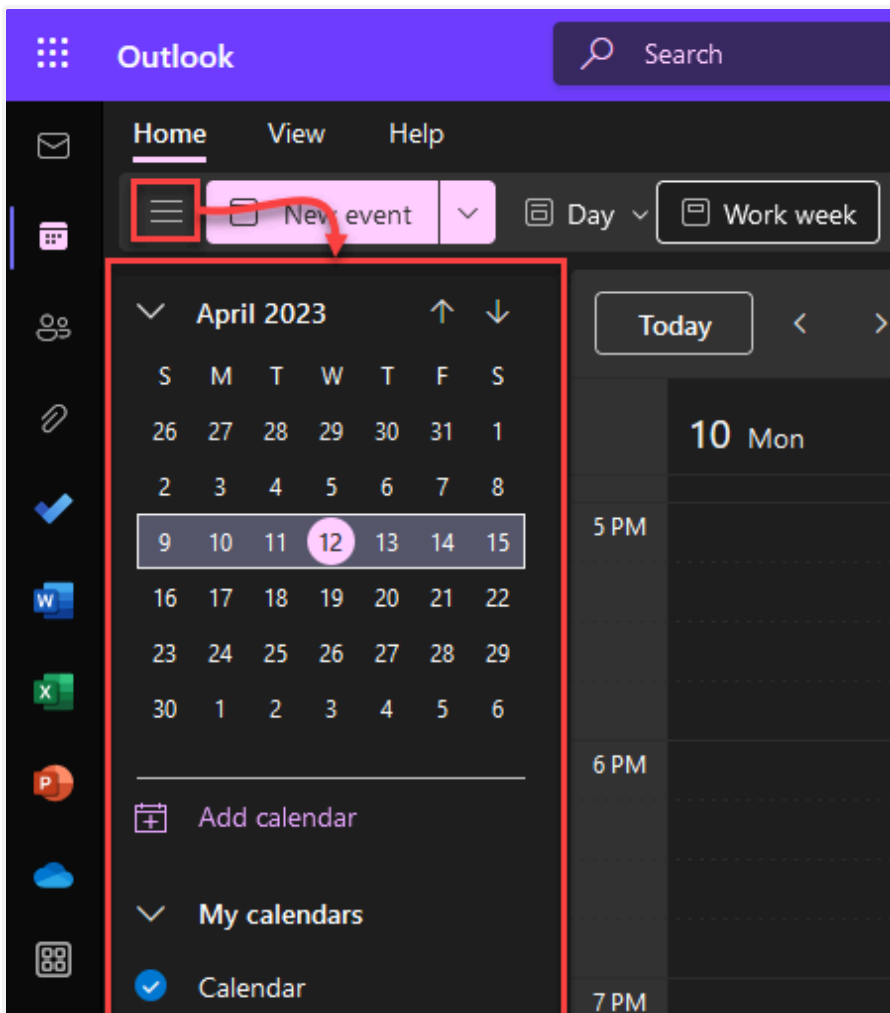 Outlook
Search
Home View Help
New event Day Work week
April 2023
S M T W T F S
26 27 28 29 30 31 1
2 3 4 5 6 7 8
9 10 11 12 13 14 15
16 17 18 19 20 21 22
23 24 25 26 27 28 29
30 1 2 3 4 5 6
Add calendar
My calendars
Calendar
Today
10 Mon
5 PM
6 PM
7 PM
W
X
P